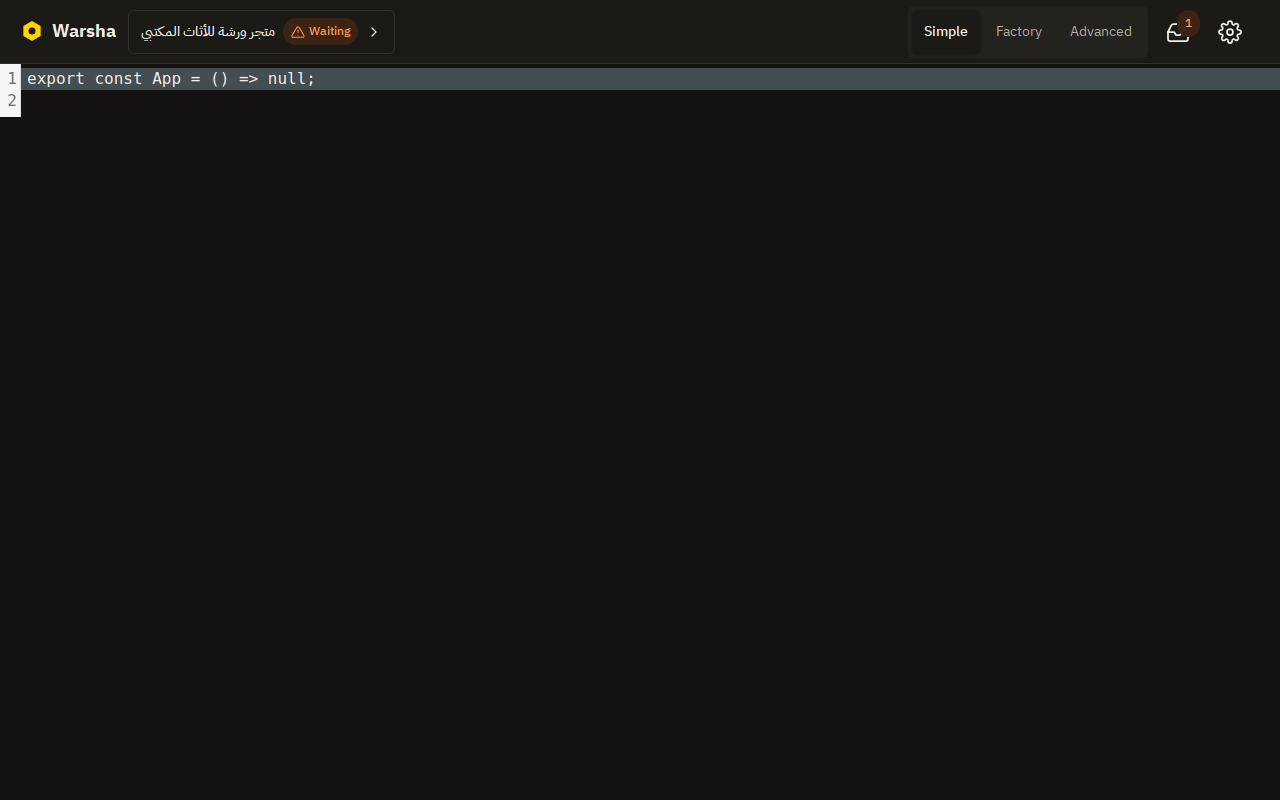 Warsha
متجر ورشة للأثاث المكتبي
Waiting
Simple
Factory
Advanced
1
1 export const App = () => null;
2